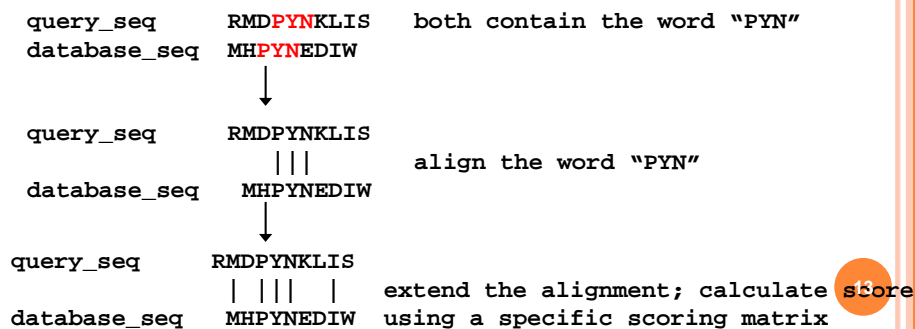 query_seq RMDPYNKLIS both contain the word “PYN”
database_seq MHPYNEDIW
query_seq RMDPYNKLIS
||| align the word “PYN”
database_seq MHPYNEDIW
query_seq RMDPYNKLIS
| ||| | extend the alignment; calculate score
database_seq MHPYNEDIW using a specific scoring matrix
13